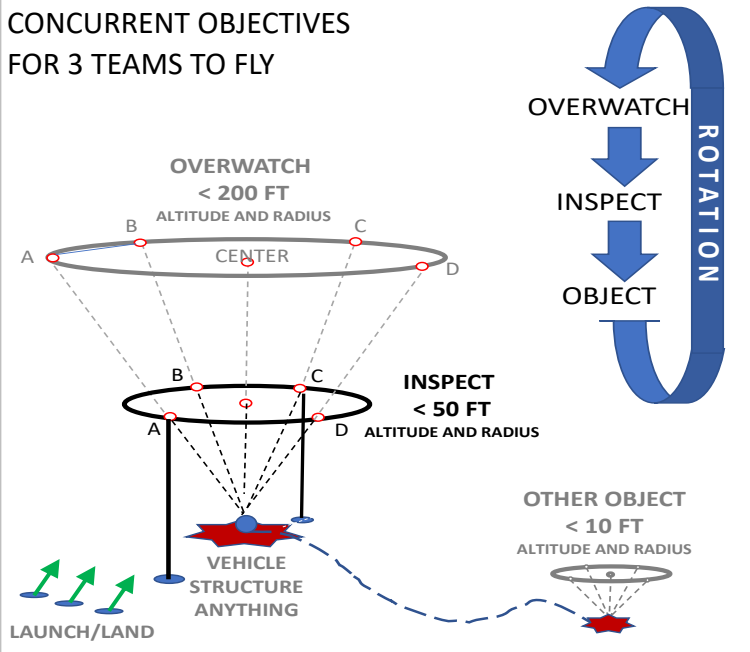 CONCURRENT OBJECTIVES
FOR 3 TEAMS TO FLY
OVERWATCH
INSPECT
OBJECT
ROTATION
OVERWATCH
< 200 FT
ALTITUDE AND RADIUS
A
B
CENTER
C
D
B
C
A
D
INSPECT
< 50 FT
ALTITUDE AND RADIUS
VEHICLE
STRUCTURE
ANYTHING
OTHER OBJECT
< 10 FT
ALTITUDE AND RADIUS
LAUNCH/LAND